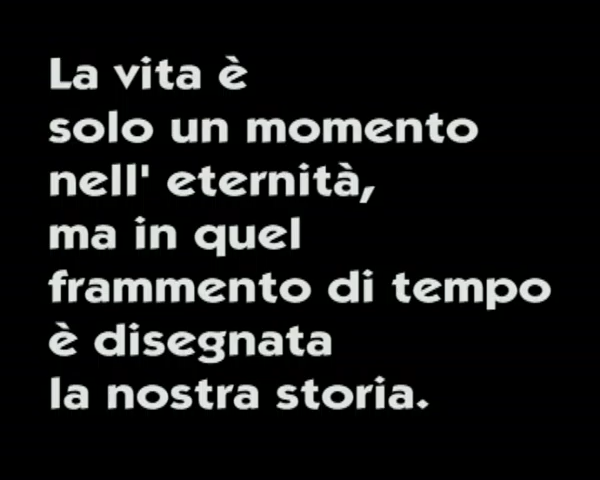 La vita è
solo un momento
nell' eternità,
ma in quel
frammento di tempo
è disegnata
la nostra storia.